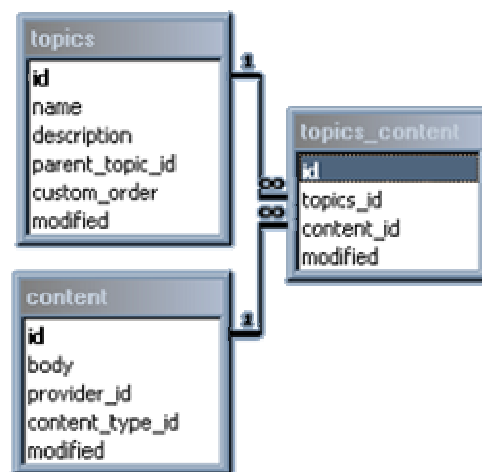 topics
id
name
description
parent_topic_id
custom_order
modified
1
∞
∞
1
topics_content
id
topics_id
content_id
modified
content
id
body
provider_id
content_type_id
modified